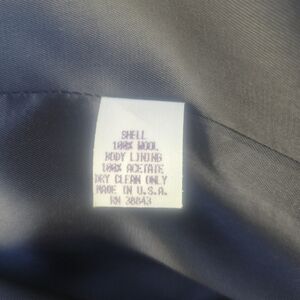 SHELL
100% WOOL
BODY LINING
100% ACETATE
DRY CLEAN ONLY
MADE IN U.S.A.
RN 38843